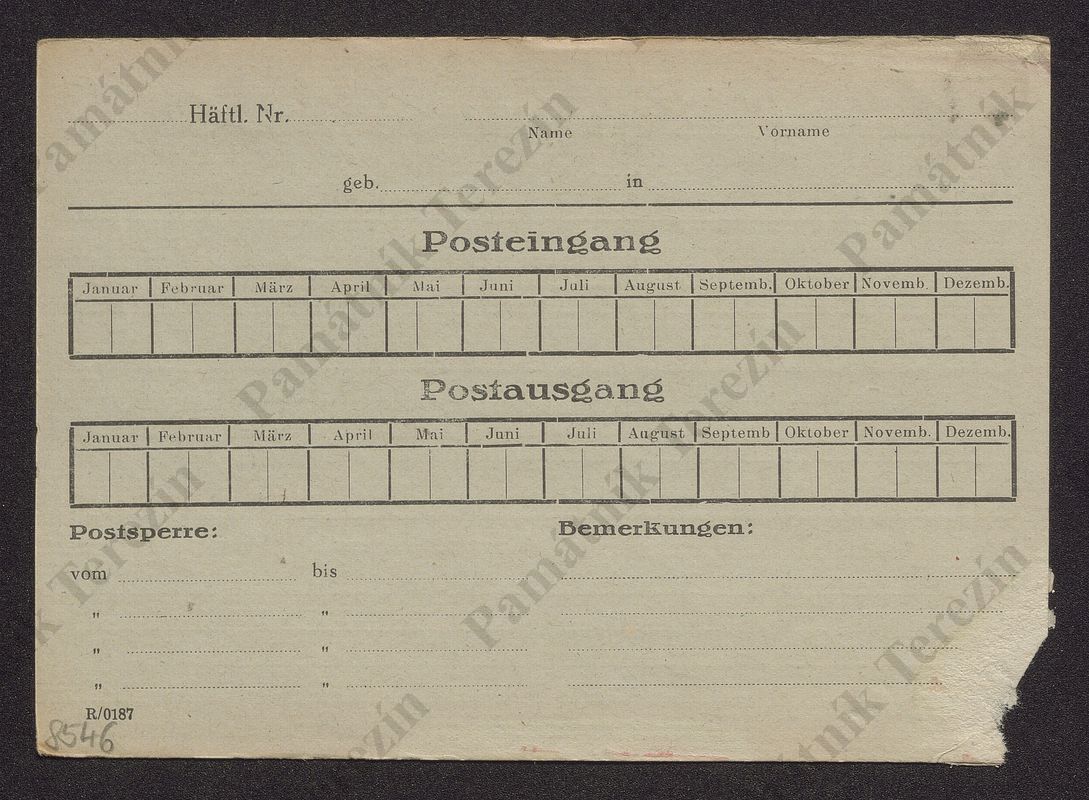 Häftl. Nr.
Name Vorname
geb. in
Posteingang
Januar Februar März April Mai Juni Juli August Septemb. Oktober Novemb. Dezemb.
Postausgang
Januar Februar März April Mai Juni Juli August Septemb Oktober Novemb. Dezemb.
Postsperre: Bemerkungen:
vom bis
" "
" "
" "
R/0187
8546
Památník Terezín